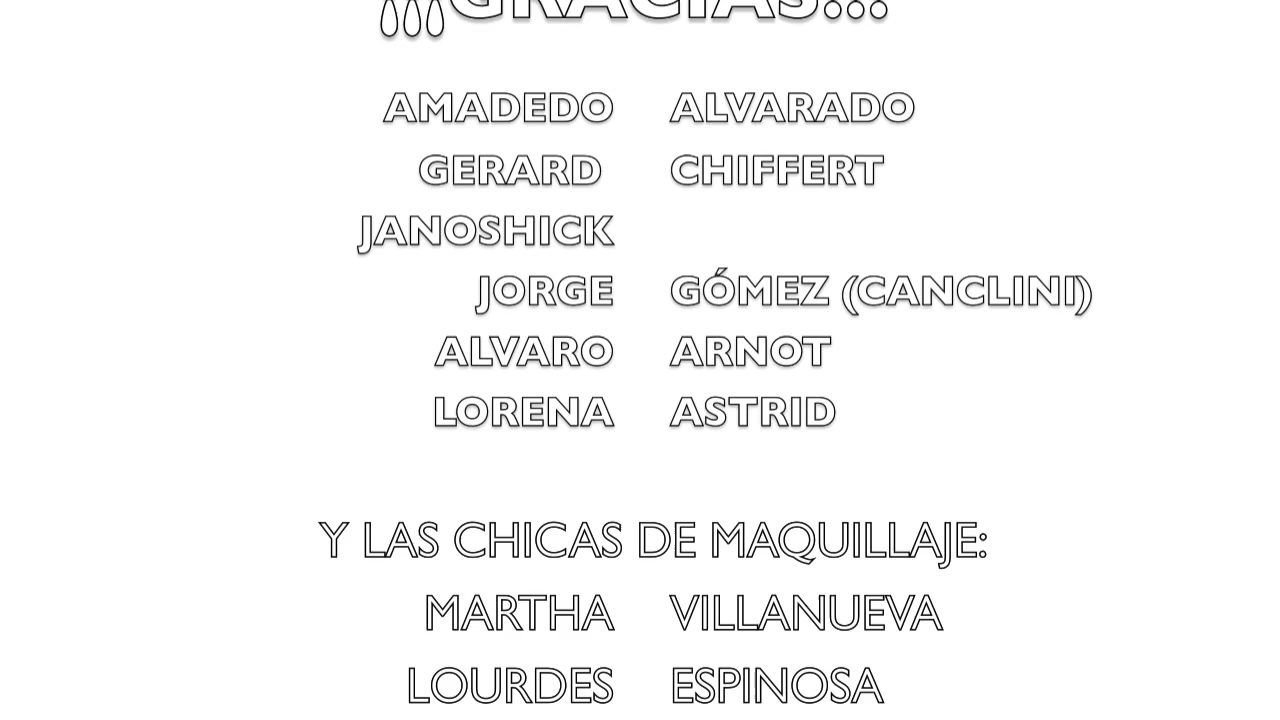 ¡¡¡GRACIAS...
AMADEDO ALVARADO
GERARD CHIFFERT
JANOSHICK
JORGE GÓMEZ (CANCLINI)
ALVARO ARNOT
LORENA ASTRID
Y LAS CHICAS DE MAQUILLAJE:
MARTHA VILLANUEVA
LOURDES ESPINOSA